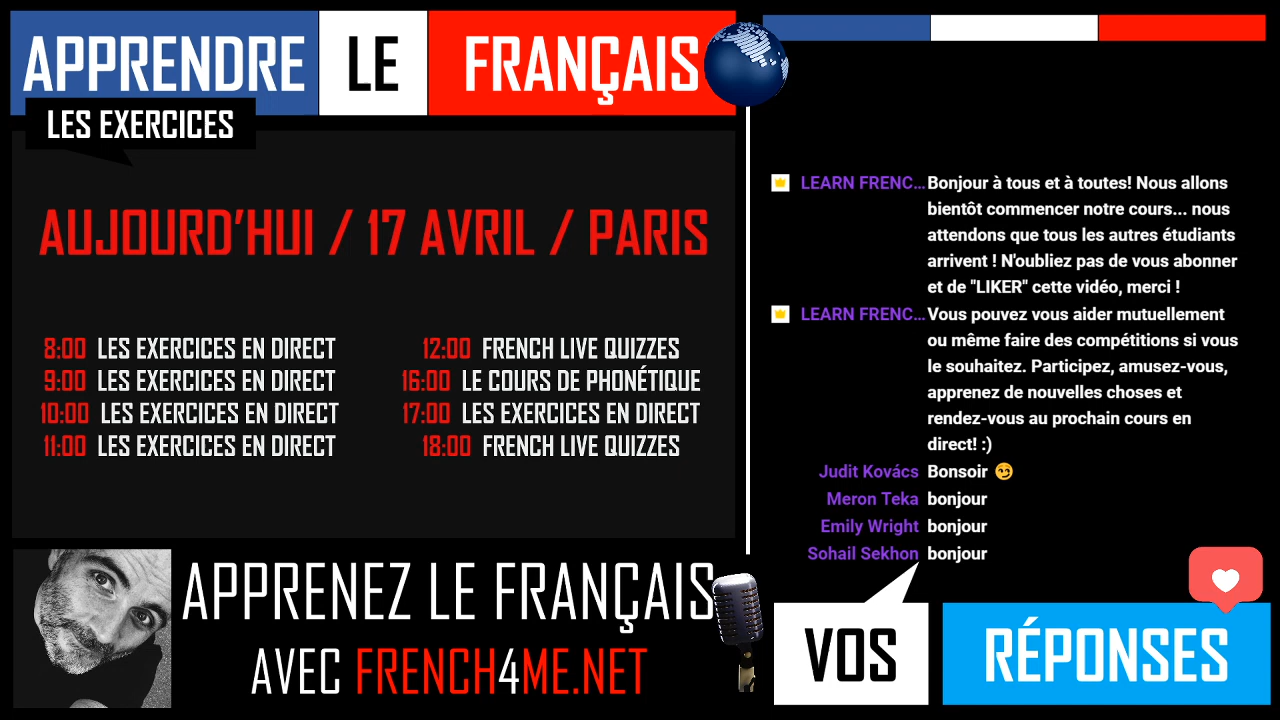 APPRENDRE LE FRANÇAIS
LES EXERCICES
AUJOURD'HUI / 17 AVRIL / PARIS
8:00 LES EXERCICES EN DIRECT
9:00 LES EXERCICES EN DIRECT
10:00 LES EXERCICES EN DIRECT
11:00 LES EXERCICES EN DIRECT
12:00 FRENCH LIVE QUIZZES
16:00 LE COURS DE PHONÉTIQUE
17:00 LES EXERCICES EN DIRECT
18:00 FRENCH LIVE QUIZZES
APPRENEZ LE FRANÇAIS
AVEC FRENCH4ME.NET
LEARN FRENC... Bonjour à tous et à toutes! Nous allons
bientôt commencer notre cours... nous
attendons que tous les autres étudiants
arrivent ! N'oubliez pas de vous abonner
et de "LIKER" cette vidéo, merci !
LEARN FRENC... Vous pouvez vous aider mutuellement
ou même faire des compétitions si vous
le souhaitez. Participez, amusez-vous,
apprenez de nouvelles choses et
rendez-vous au prochain cours en
direct! :)
Judit Kovács Bonsoir 😏
Meron Teka bonjour
Emily Wright bonjour
Sohail Sekhon bonjour
VOS RÉPONSES